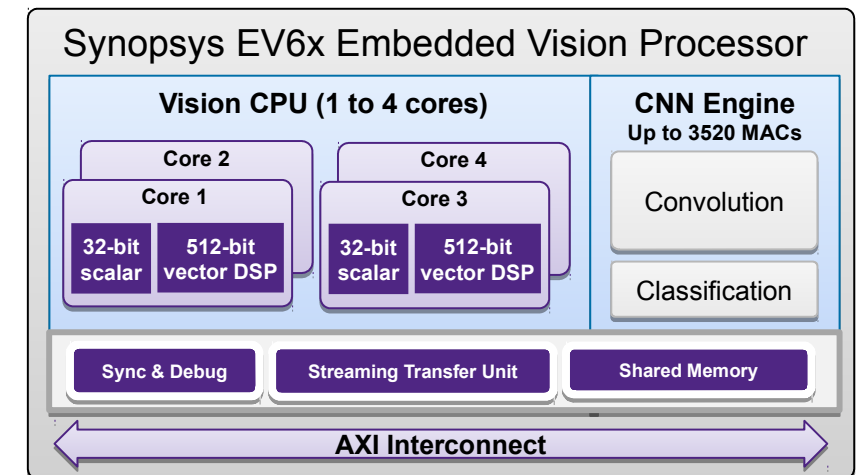 Synopsys EV6x Embedded Vision Processor
Vision CPU (1 to 4 cores)
Core 2
Core 1
32-bit
scalar
512-bit
vector DSP
Core 4
Core 3
32-bit
scalar
512-bit
vector DSP
CNN Engine
Up to 3520 MACs
Convolution
Classification
Sync & Debug
Streaming Transfer Unit
Shared Memory
AXI Interconnect